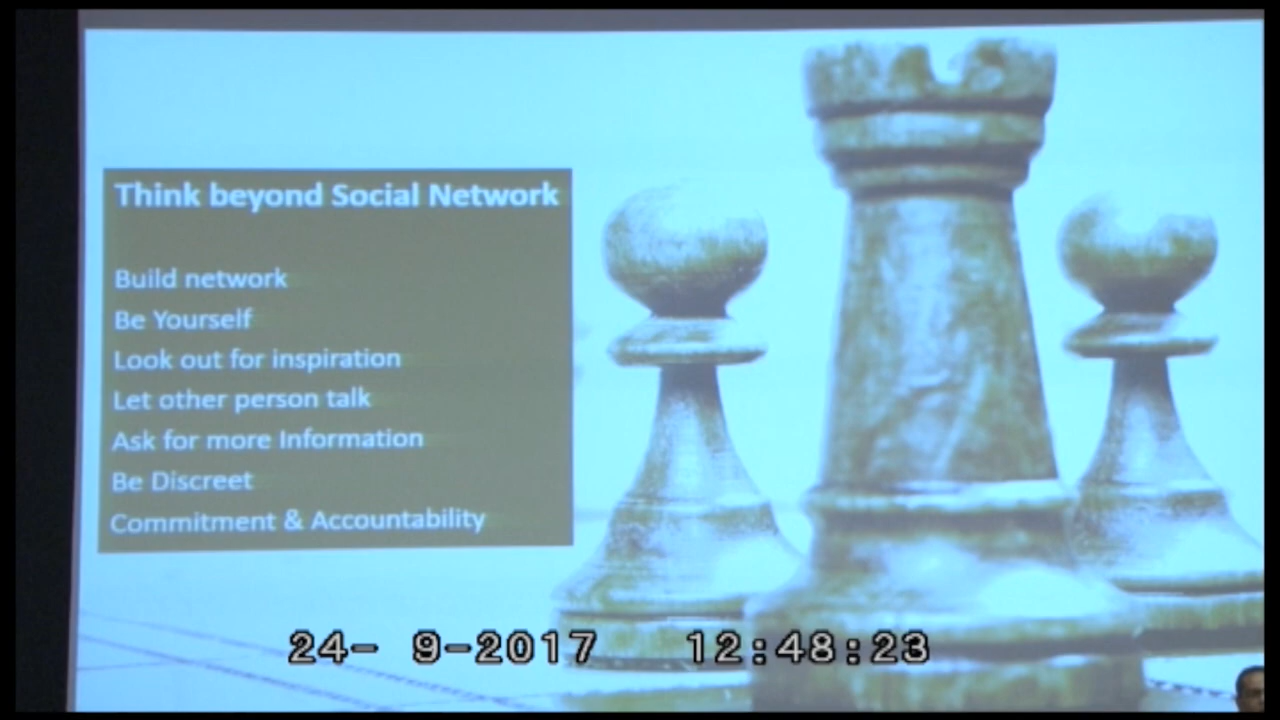 Think beyond Social Network
Build network
Be Yourself
Look out for inspiration
Let other person talk
Ask for more Information
Be Discreet
Commitment & Accountability
24- 9-2017 12:48:23